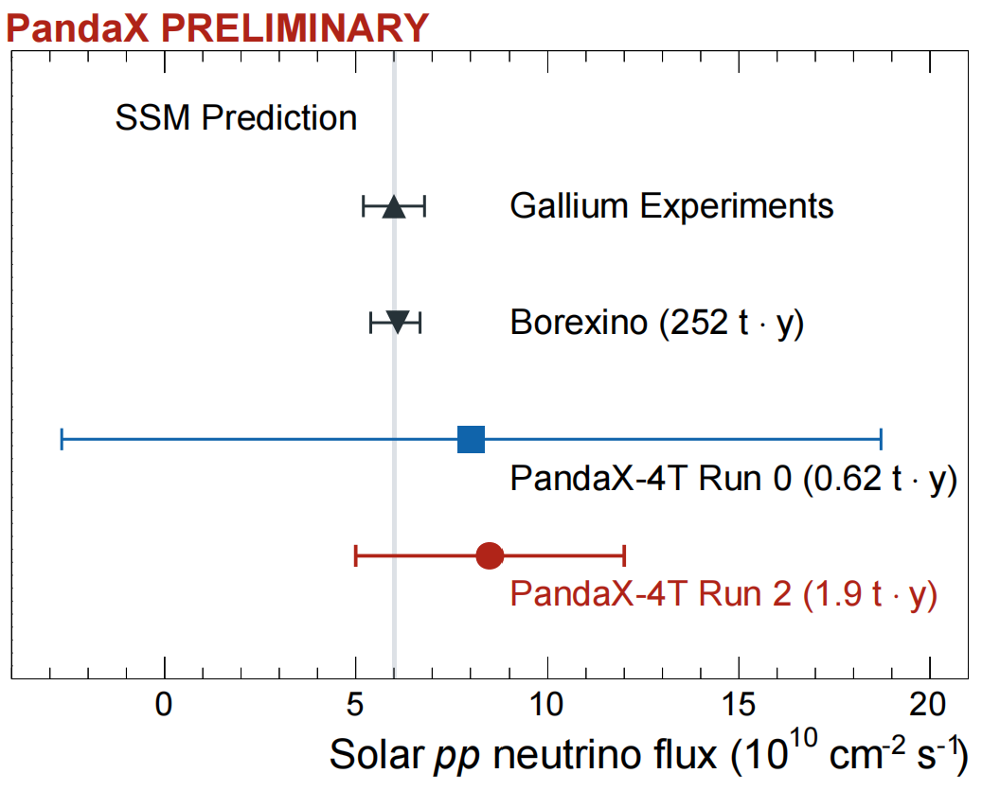 PandaX PRELIMINARY
SSM Prediction
Gallium Experiments
Borexino (252 t · y)
PandaX-4T Run 0 (0.62 t · y)
PandaX-4T Run 2 (1.9 t · y)
0 5 10 15 20
Solar pp neutrino flux (10¹⁰ cm⁻² s⁻¹)